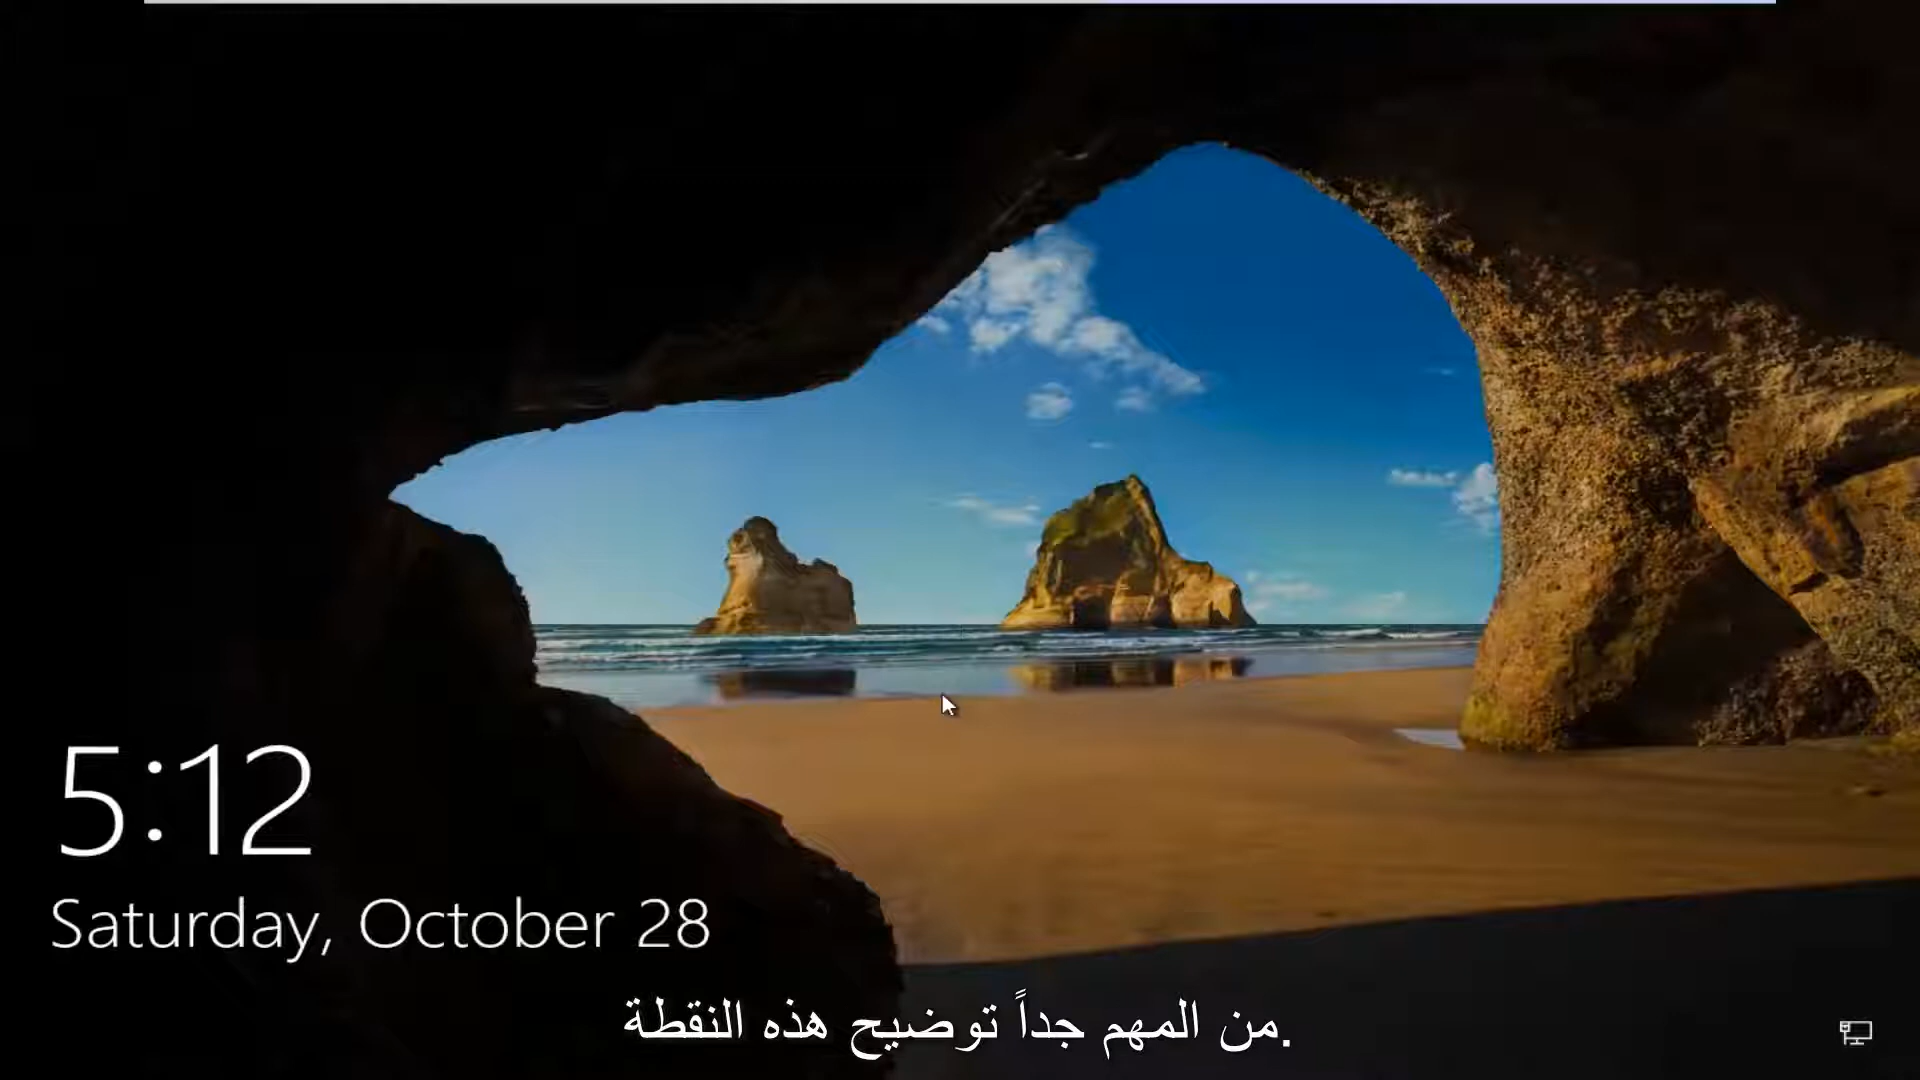 5:12
Saturday, October 28
من المهم جداً توضيح هذه النقطة.